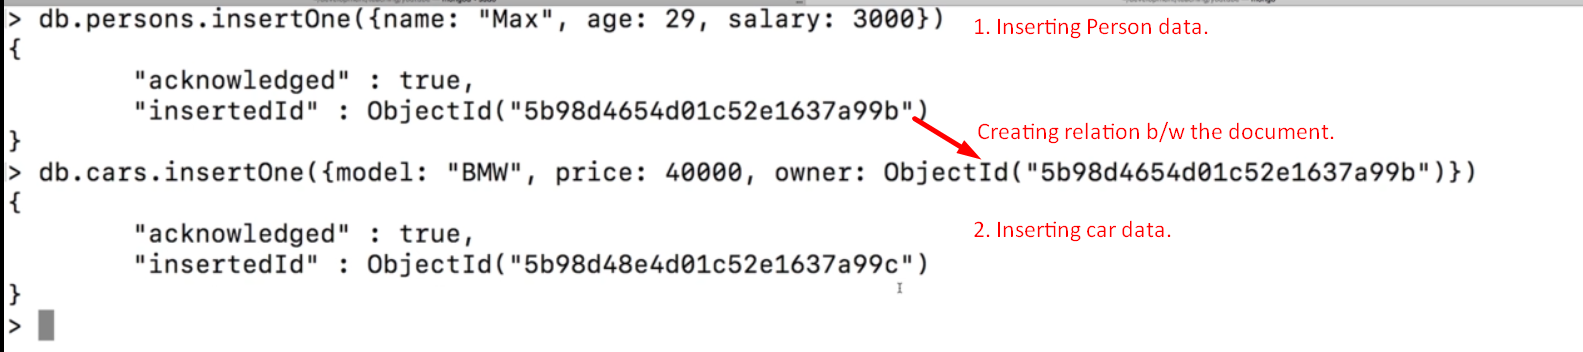 > db.persons.insertOne({name: "Max", age: 29, salary: 3000})
1. Inserting Person data.
{
"acknowledged" : true,
"insertedId" : ObjectId("5b98d4654d01c52e1637a99b")
}
Creating relation b/w the document.
> db.cars.insertOne({model: "BMW", price: 40000, owner: ObjectId("5b98d4654d01c52e1637a99b")})
{
"acknowledged" : true,
2. Inserting car data.
"insertedId" : ObjectId("5b98d48e4d01c52e1637a99c")
}
>